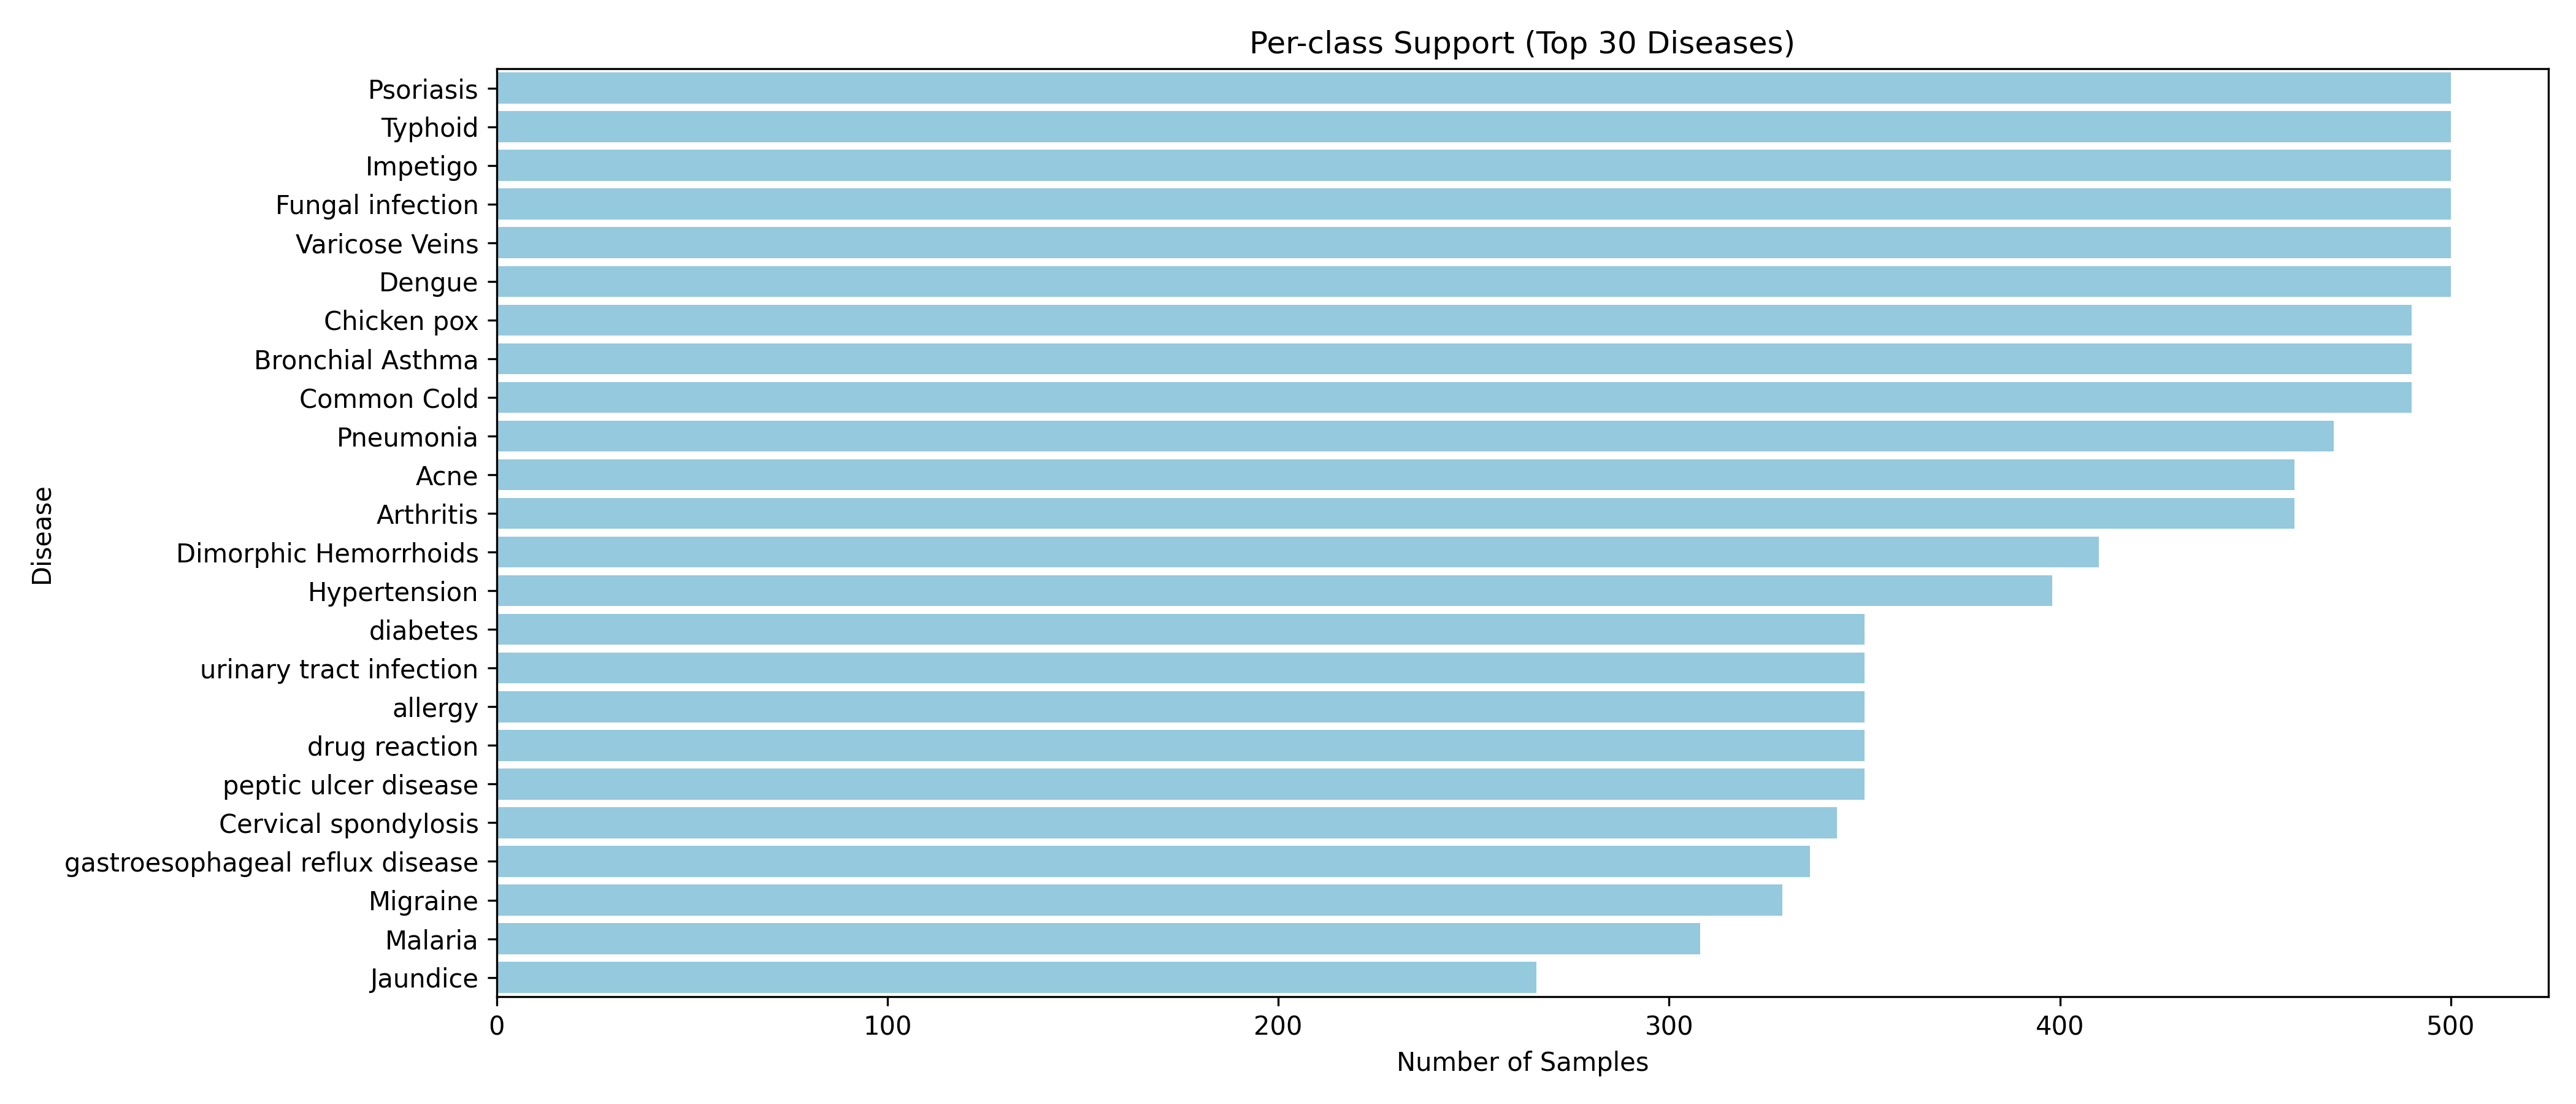 Per-class Support (Top 30 Diseases)
Psoriasis
Typhoid
Impetigo
Fungal infection
Varicose Veins
Dengue
Chicken pox
Bronchial Asthma
Common Cold
Pneumonia
Acne
Arthritis
Dimorphic Hemorrhoids
Hypertension
diabetes
urinary tract infection
allergy
drug reaction
peptic ulcer disease
Cervical spondylosis
gastroesophageal reflux disease
Migraine
Malaria
Jaundice
Disease
0 100 200 300 400 500
Number of Samples